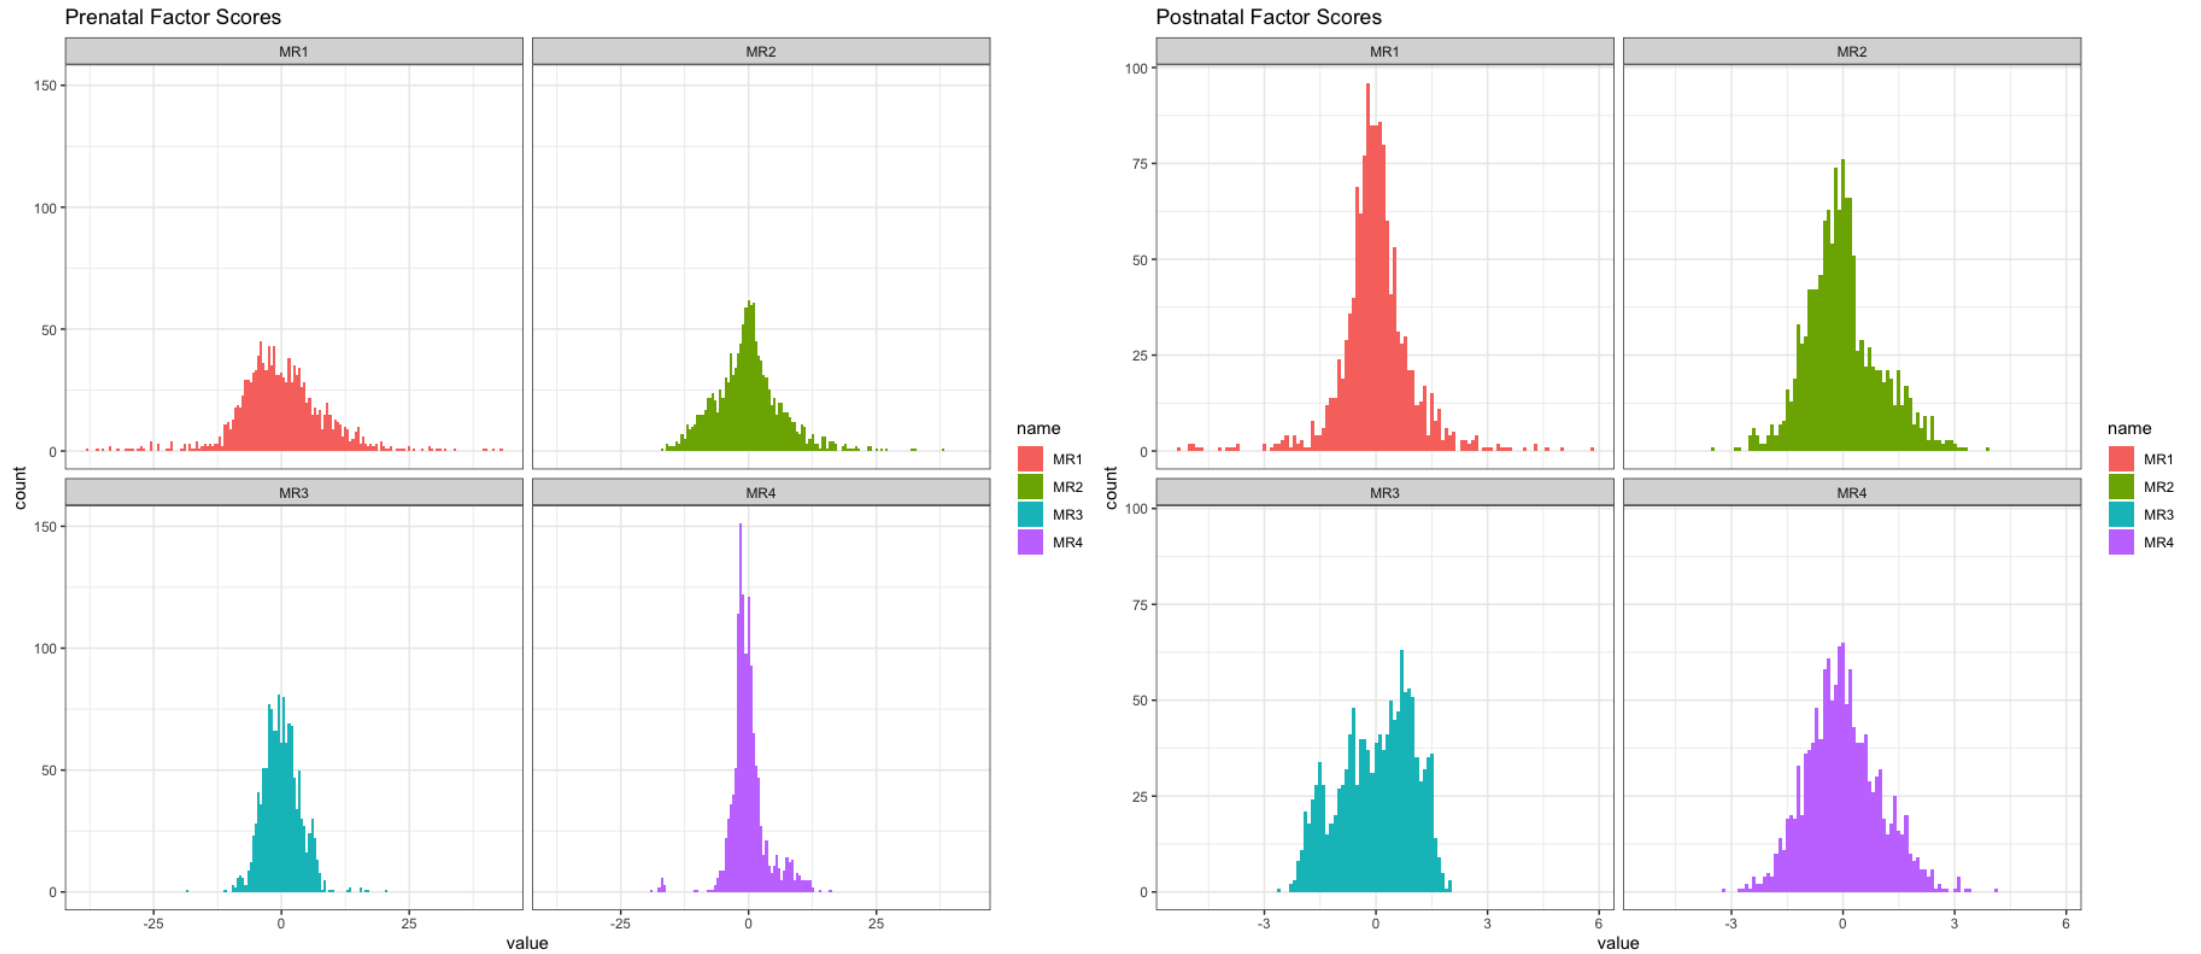 Prenatal Factor Scores
MR1
MR2
150
100
50
0
MR3
MR4
150
100
50
0
-25
0
25
-25
0
25
value
count
name
MR1
MR2
MR3
MR4
Postnatal Factor Scores
MR1
MR2
100
75
50
25
0
MR3
MR4
100
75
50
25
0
-3
0
3
6
-3
0
3
6
value
count
name
MR1
MR2
MR3
MR4